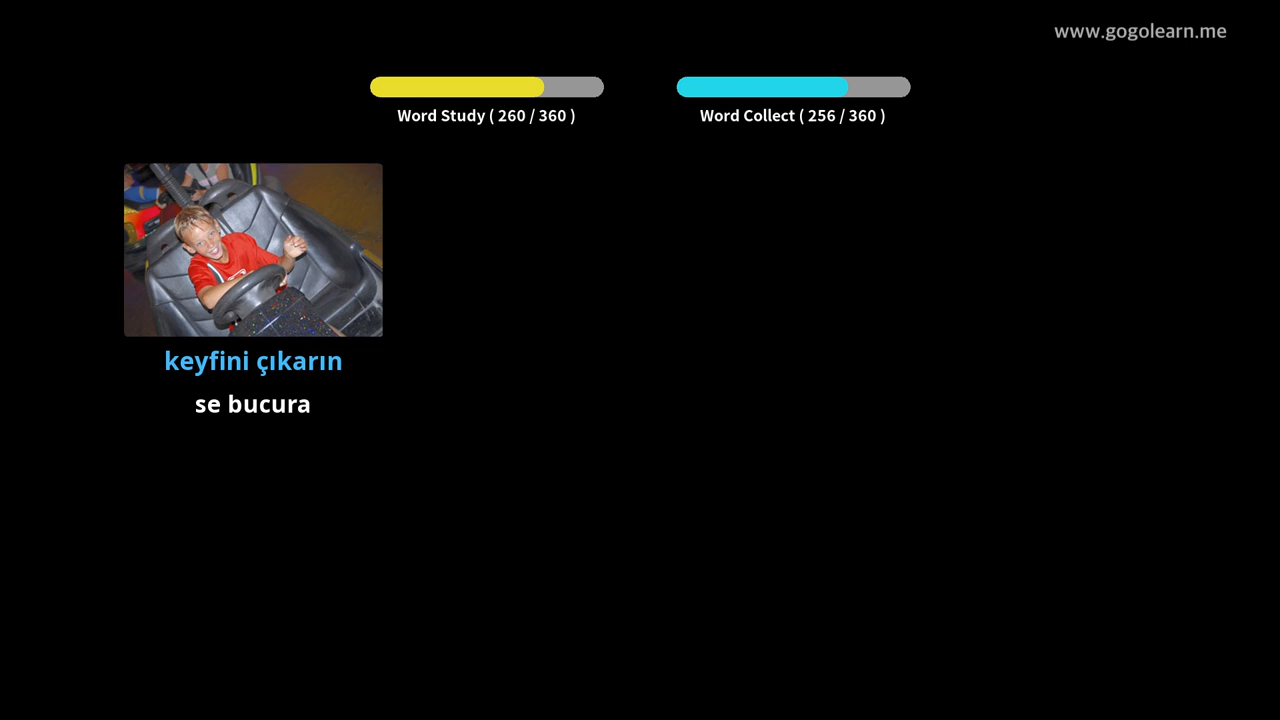 www.gogolearn.me
Word Study ( 260 / 360 )
Word Collect ( 256 / 360 )
keyfini çıkarın
se bucura